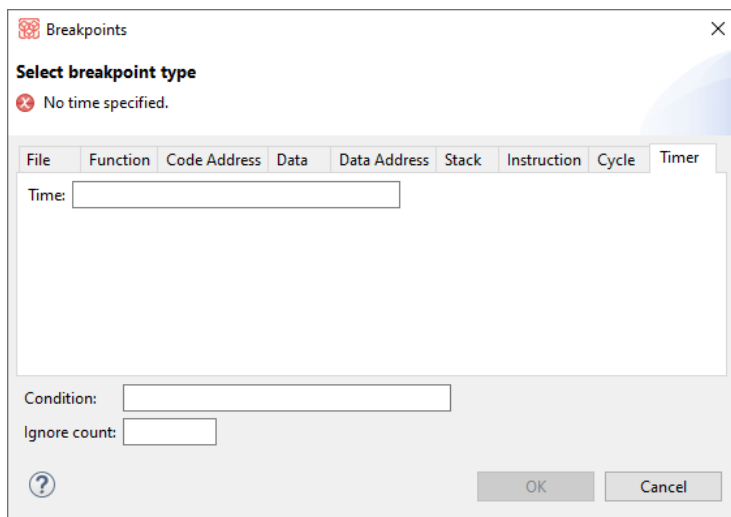 Breakpoints
Select breakpoint type
No time specified.
File Function Code Address Data Data Address Stack Instruction Cycle Timer
Time:
Condition:
Ignore count:
? OK Cancel